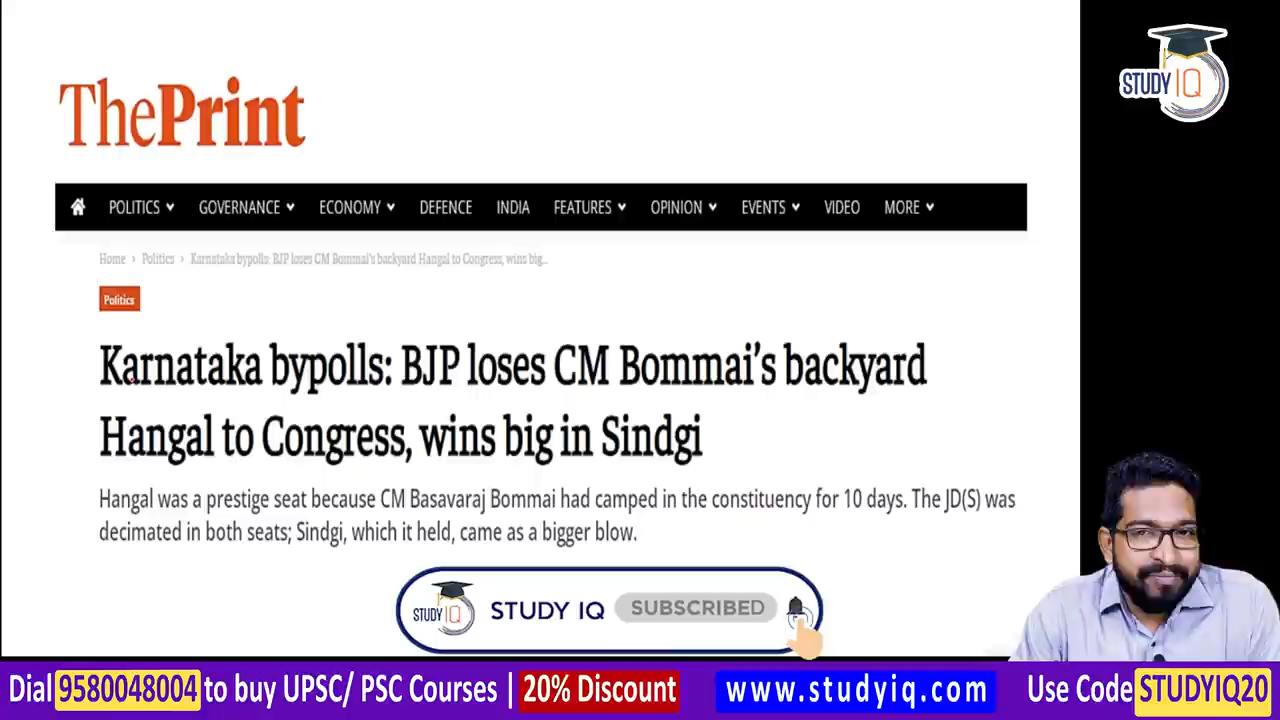 STUDY IQ
ThePrint
POLITICS GOVERNANCE ECONOMY DEFENCE INDIA FEATURES OPINION EVENTS VIDEO MORE
Home › Politics › Karnataka bypolls: BJP loses CM Bommai's backyard Hangal to Congress, wins big...
Politics
Karnataka bypolls: BJP loses CM Bommai's backyard
Hangal to Congress, wins big in Sindgi
Hangal was a prestige seat because CM Basavaraj Bommai had camped in the constituency for 10 days. The JD(S) was
decimated in both seats; Sindgi, which it held, came as a bigger blow.
STUDY IQ STUDY IQ SUBSCRIBED
Dial 9580048004 to buy UPSC/ PSC Courses | 20% Discount www.studyiq.com Use Code STUDYIQ20